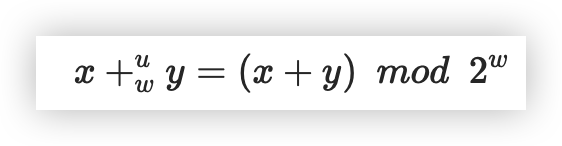 x +ᵘ_w y = (x + y) mod 2ʷ